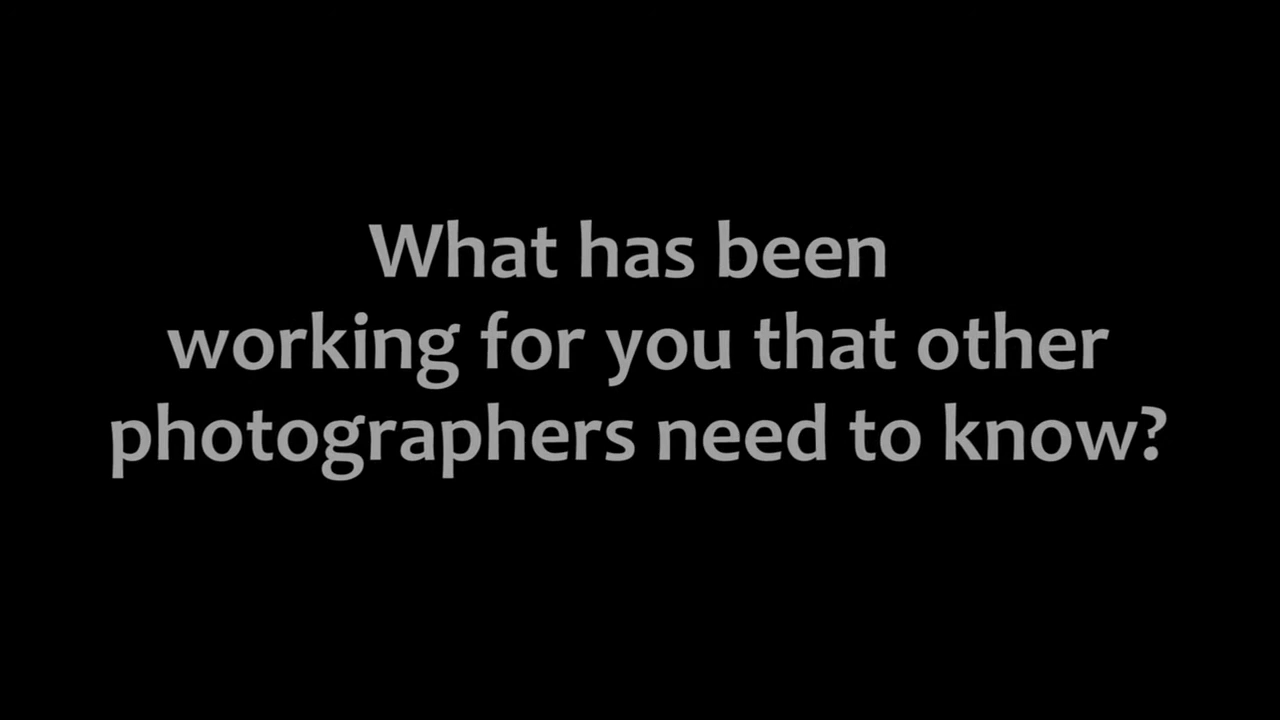 What has been
working for you that other
photographers need to know?